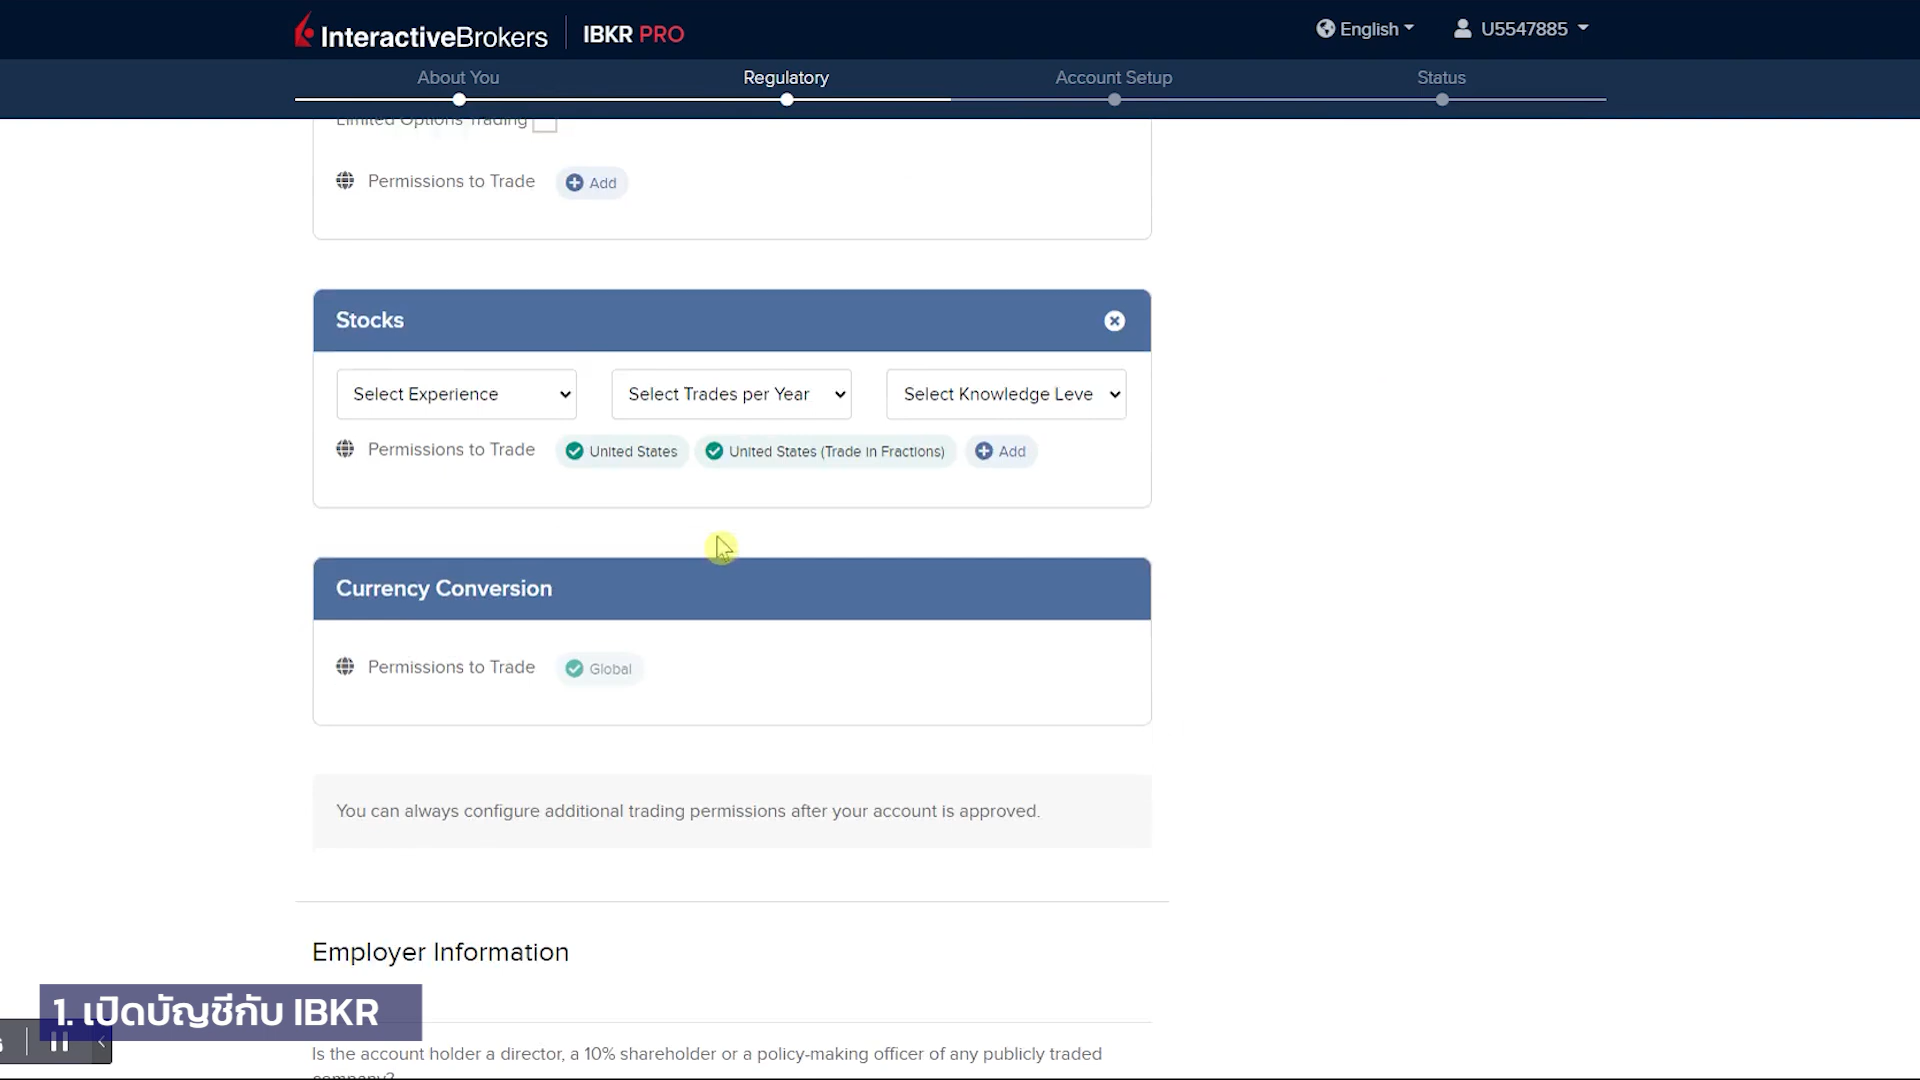 InteractiveBrokers IBKR PRO English U5547885
About You Regulatory Account Setup Status
Limited Options Trading
Permissions to Trade Add
Stocks
Select Experience Select Trades per Year Select Knowledge Leve
Permissions to Trade United States United States (Trade in Fractions) Add
Currency Conversion
Permissions to Trade Global
You can always configure additional trading permissions after your account is approved.
Employer Information
1. เปิดบัญชีกับ IBKR
Is the account holder a director, a 10% shareholder or a policy-making officer of any publicly traded
company?